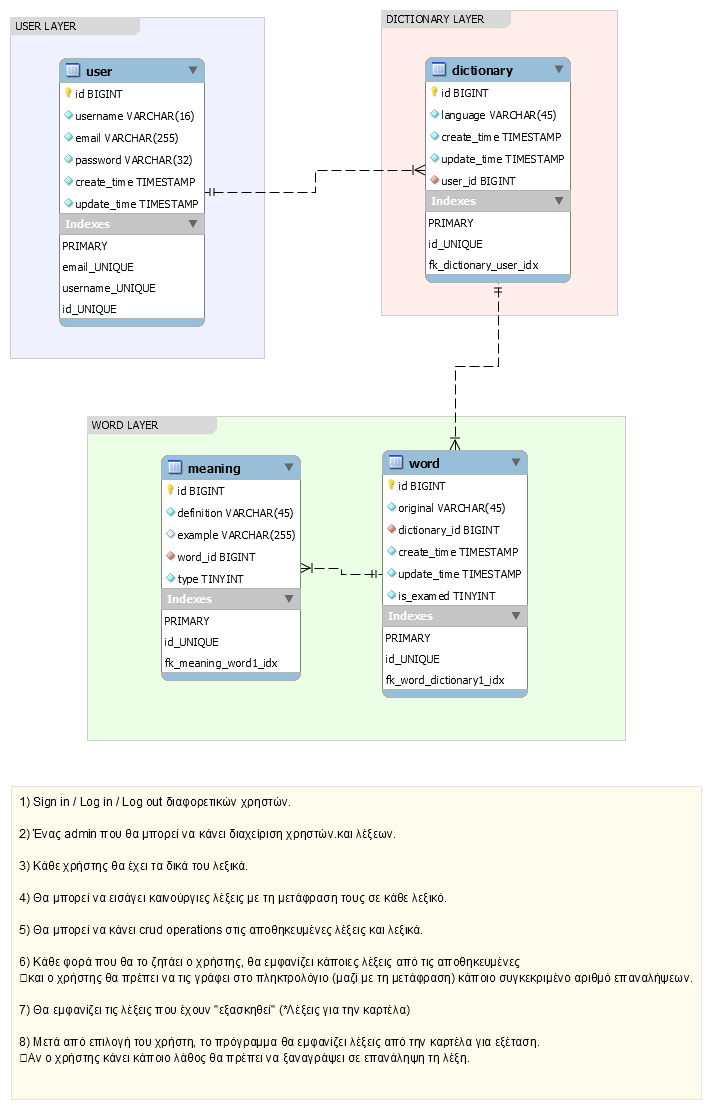 USER LAYER
user
id BIGINT
username VARCHAR(16)
email VARCHAR(255)
password VARCHAR(32)
create_time TIMESTAMP
update_time TIMESTAMP
Indexes
PRIMARY
email_UNIQUE
username_UNIQUE
id_UNIQUE
DICTIONARY LAYER
dictionary
id BIGINT
language VARCHAR(45)
create_time TIMESTAMP
update_time TIMESTAMP
user_id BIGINT
Indexes
PRIMARY
id_UNIQUE
fk_dictionary_user_idx
WORD LAYER
meaning
id BIGINT
definition VARCHAR(45)
example VARCHAR(255)
word_id BIGINT
type TINYINT
Indexes
PRIMARY
id_UNIQUE
fk_meaning_word1_idx
word
id BIGINT
original VARCHAR(45)
dictionary_id BIGINT
create_time TIMESTAMP
update_time TIMESTAMP
is_examed TINYINT
Indexes
PRIMARY
id_UNIQUE
fk_word_dictionary1_idx
1) Sign in / Log in / Log out διαφορετικών χρηστών.
2) Ένας admin που θα μπορεί να κάνει διαχείριση χρηστών.και λέξεων.
3) Κάθε χρήστης θα έχει τα δικά του λεξικά.
4) Θα μπορεί να εισάγει καινούργιες λέξεις με τη μετάφραση τους σε κάθε λεξικό.
5) Θα μπορεί να κάνει crud operations στις αποθηκευμένες λέξεις και λεξικά.
6) Κάθε φορά που θα το ζητάει ο χρήστης, θα εμφανίζει κάποιες λέξεις από τις αποθηκευμένες
και ο χρήστης θα πρέπει να τις γράφει στο πληκτρολόγιο (μαζί με τη μετάφραση) κάποιο συγκεκριμένο αριθμό επαναλήψεων.
7) Θα εμφανίζει τις λέξεις που έχουν "εξασκηθεί" (*Λέξεις για την καρτέλα)
8) Μετά από επιλογή του χρήστη, το πρόγραμμα θα εμφανίζει λέξεις από την καρτέλα για εξέταση.
Αν ο χρήστης κάνει κάποιο λάθος θα πρέπει να ξαναγράψει σε επανάληψη τη λέξη.